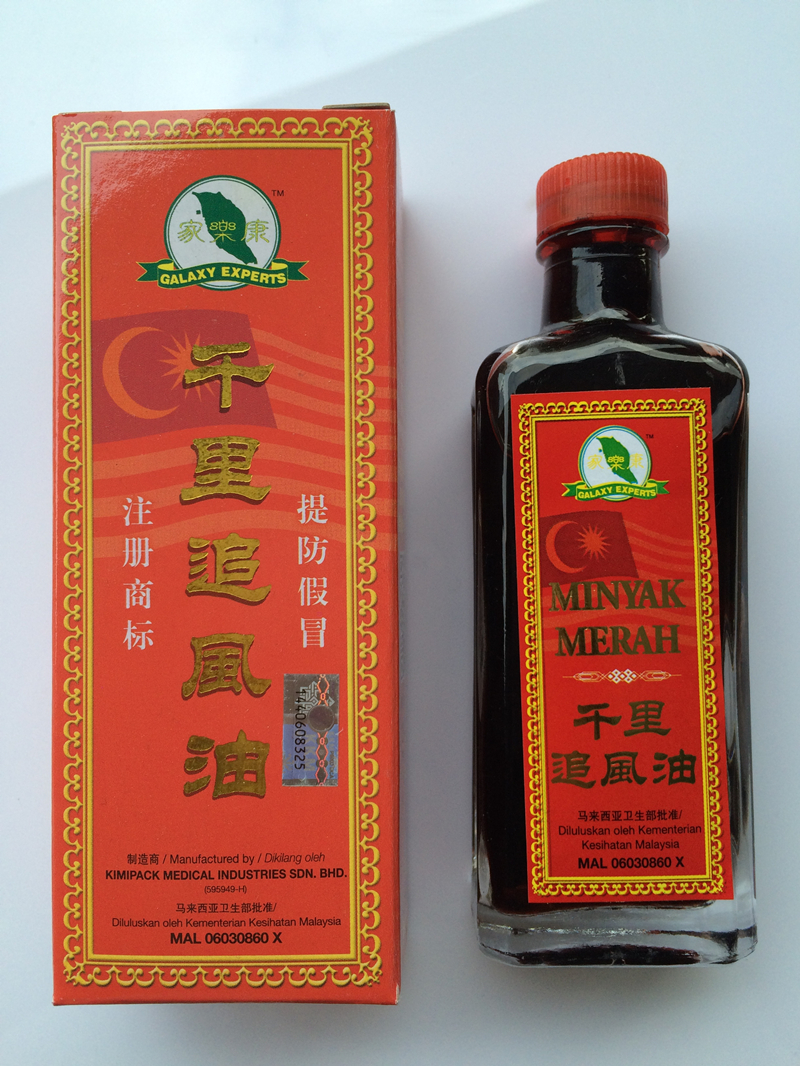 家樂康
TM
GALAXY EXPERTS
千里追風油
注册商标
提防假冒
1440608325
制造商 / Manufactured by / Dikilang oleh
KIMIPACK MEDICAL INDUSTRIES SDN. BHD.
(595949-H)
马来西亚卫生部批准/
Diluluskan oleh Kementerian Kesihatan Malaysia
MAL 06030860 X
家樂康
TM
GALAXY EXPERTS
MINYAK
MERAH
千里
追風油
马来西亚卫生部批准/
Diluluskan oleh Kementerian
Kesihatan Malaysia
MAL 06030860 X